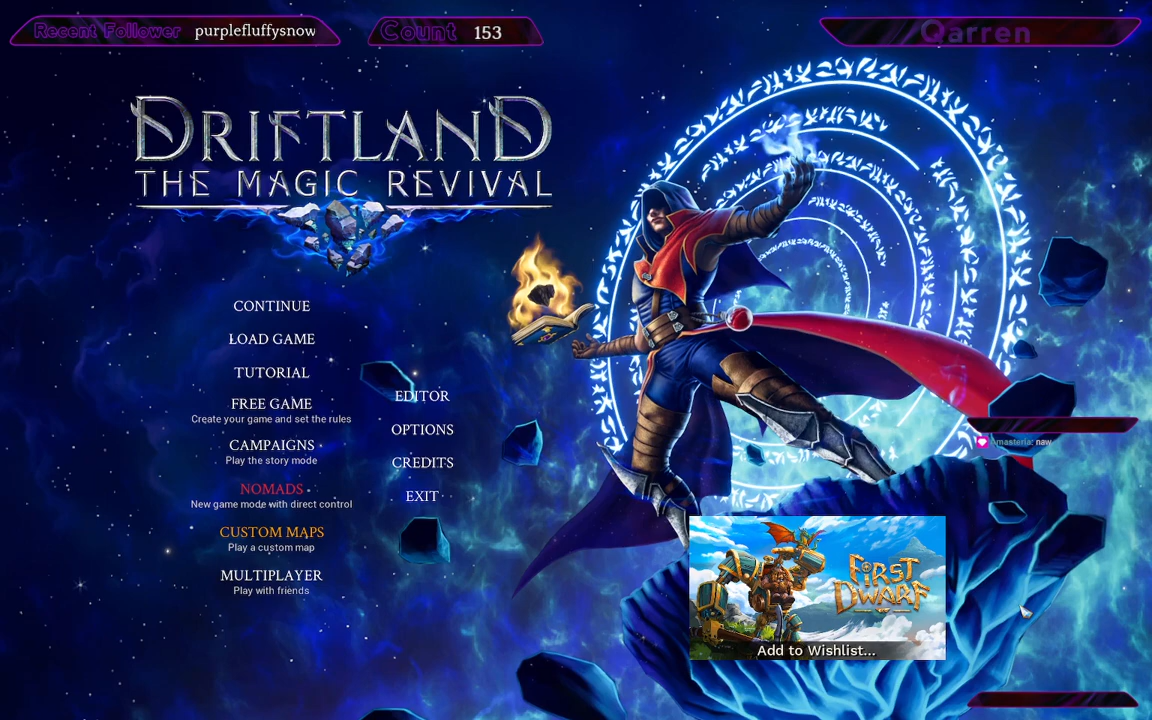 Recent Follower purplefluffysnow
Count 153
Qarren
DRIFTLAND
THE MAGIC REVIVAL
CONTINUE
LOAD GAME
TUTORIAL
FREE GAME
Create your game and set the rules
CAMPAIGNS
Play the story mode
NOMADS
New game mode with direct control
CUSTOM MAPS
Play a custom map
MULTIPLAYER
Play with friends
EDITOR
OPTIONS
CREDITS
EXIT
masteria: naw
FIRST
DWARF
Add to Wishlist...